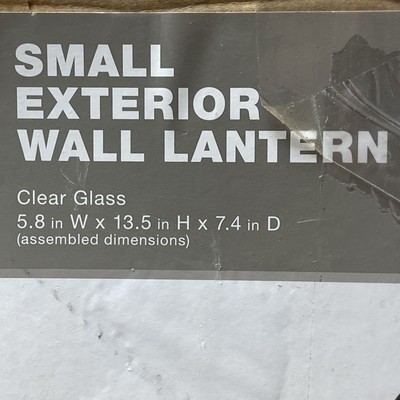 SMALL
EXTERIOR
WALL LANTERN
Clear Glass
5.8 in W x 13.5 in H x 7.4 in D
(assembled dimensions)